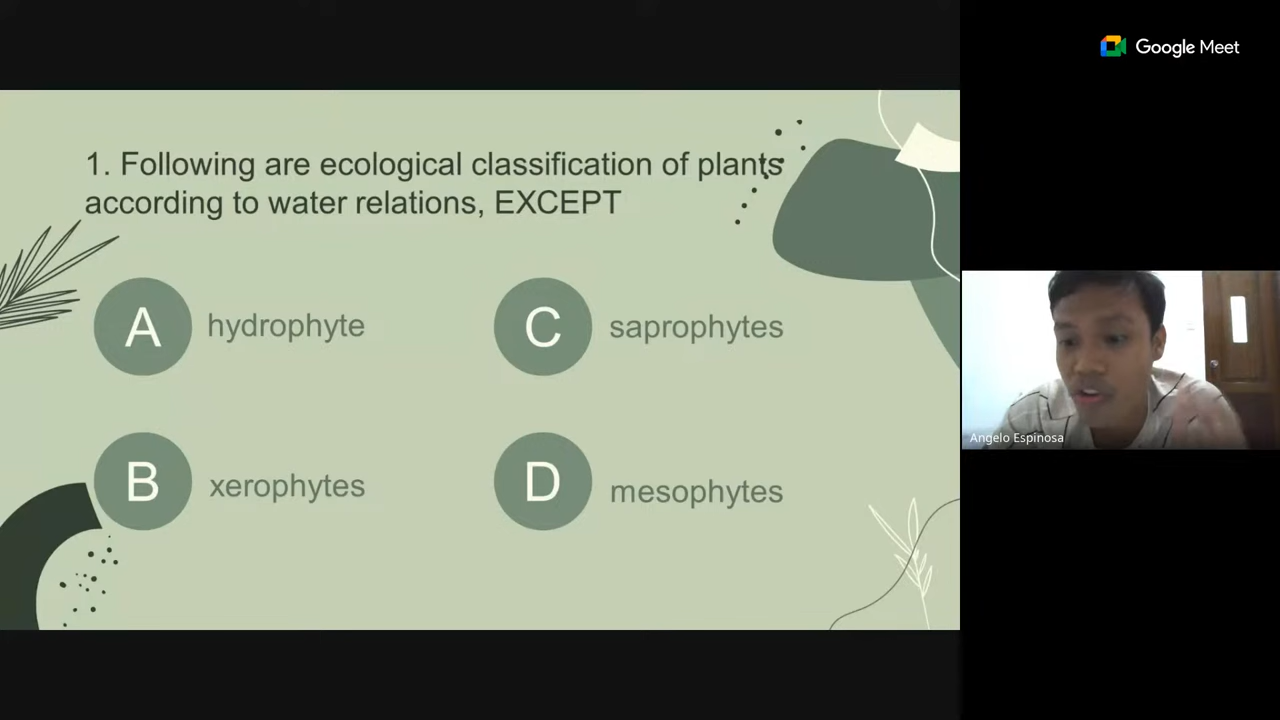 Google Meet
1. Following are ecological classification of plants
according to water relations, EXCEPT
A hydrophyte
C saprophytes
B xerophytes
D mesophytes
Angelo Espinosa